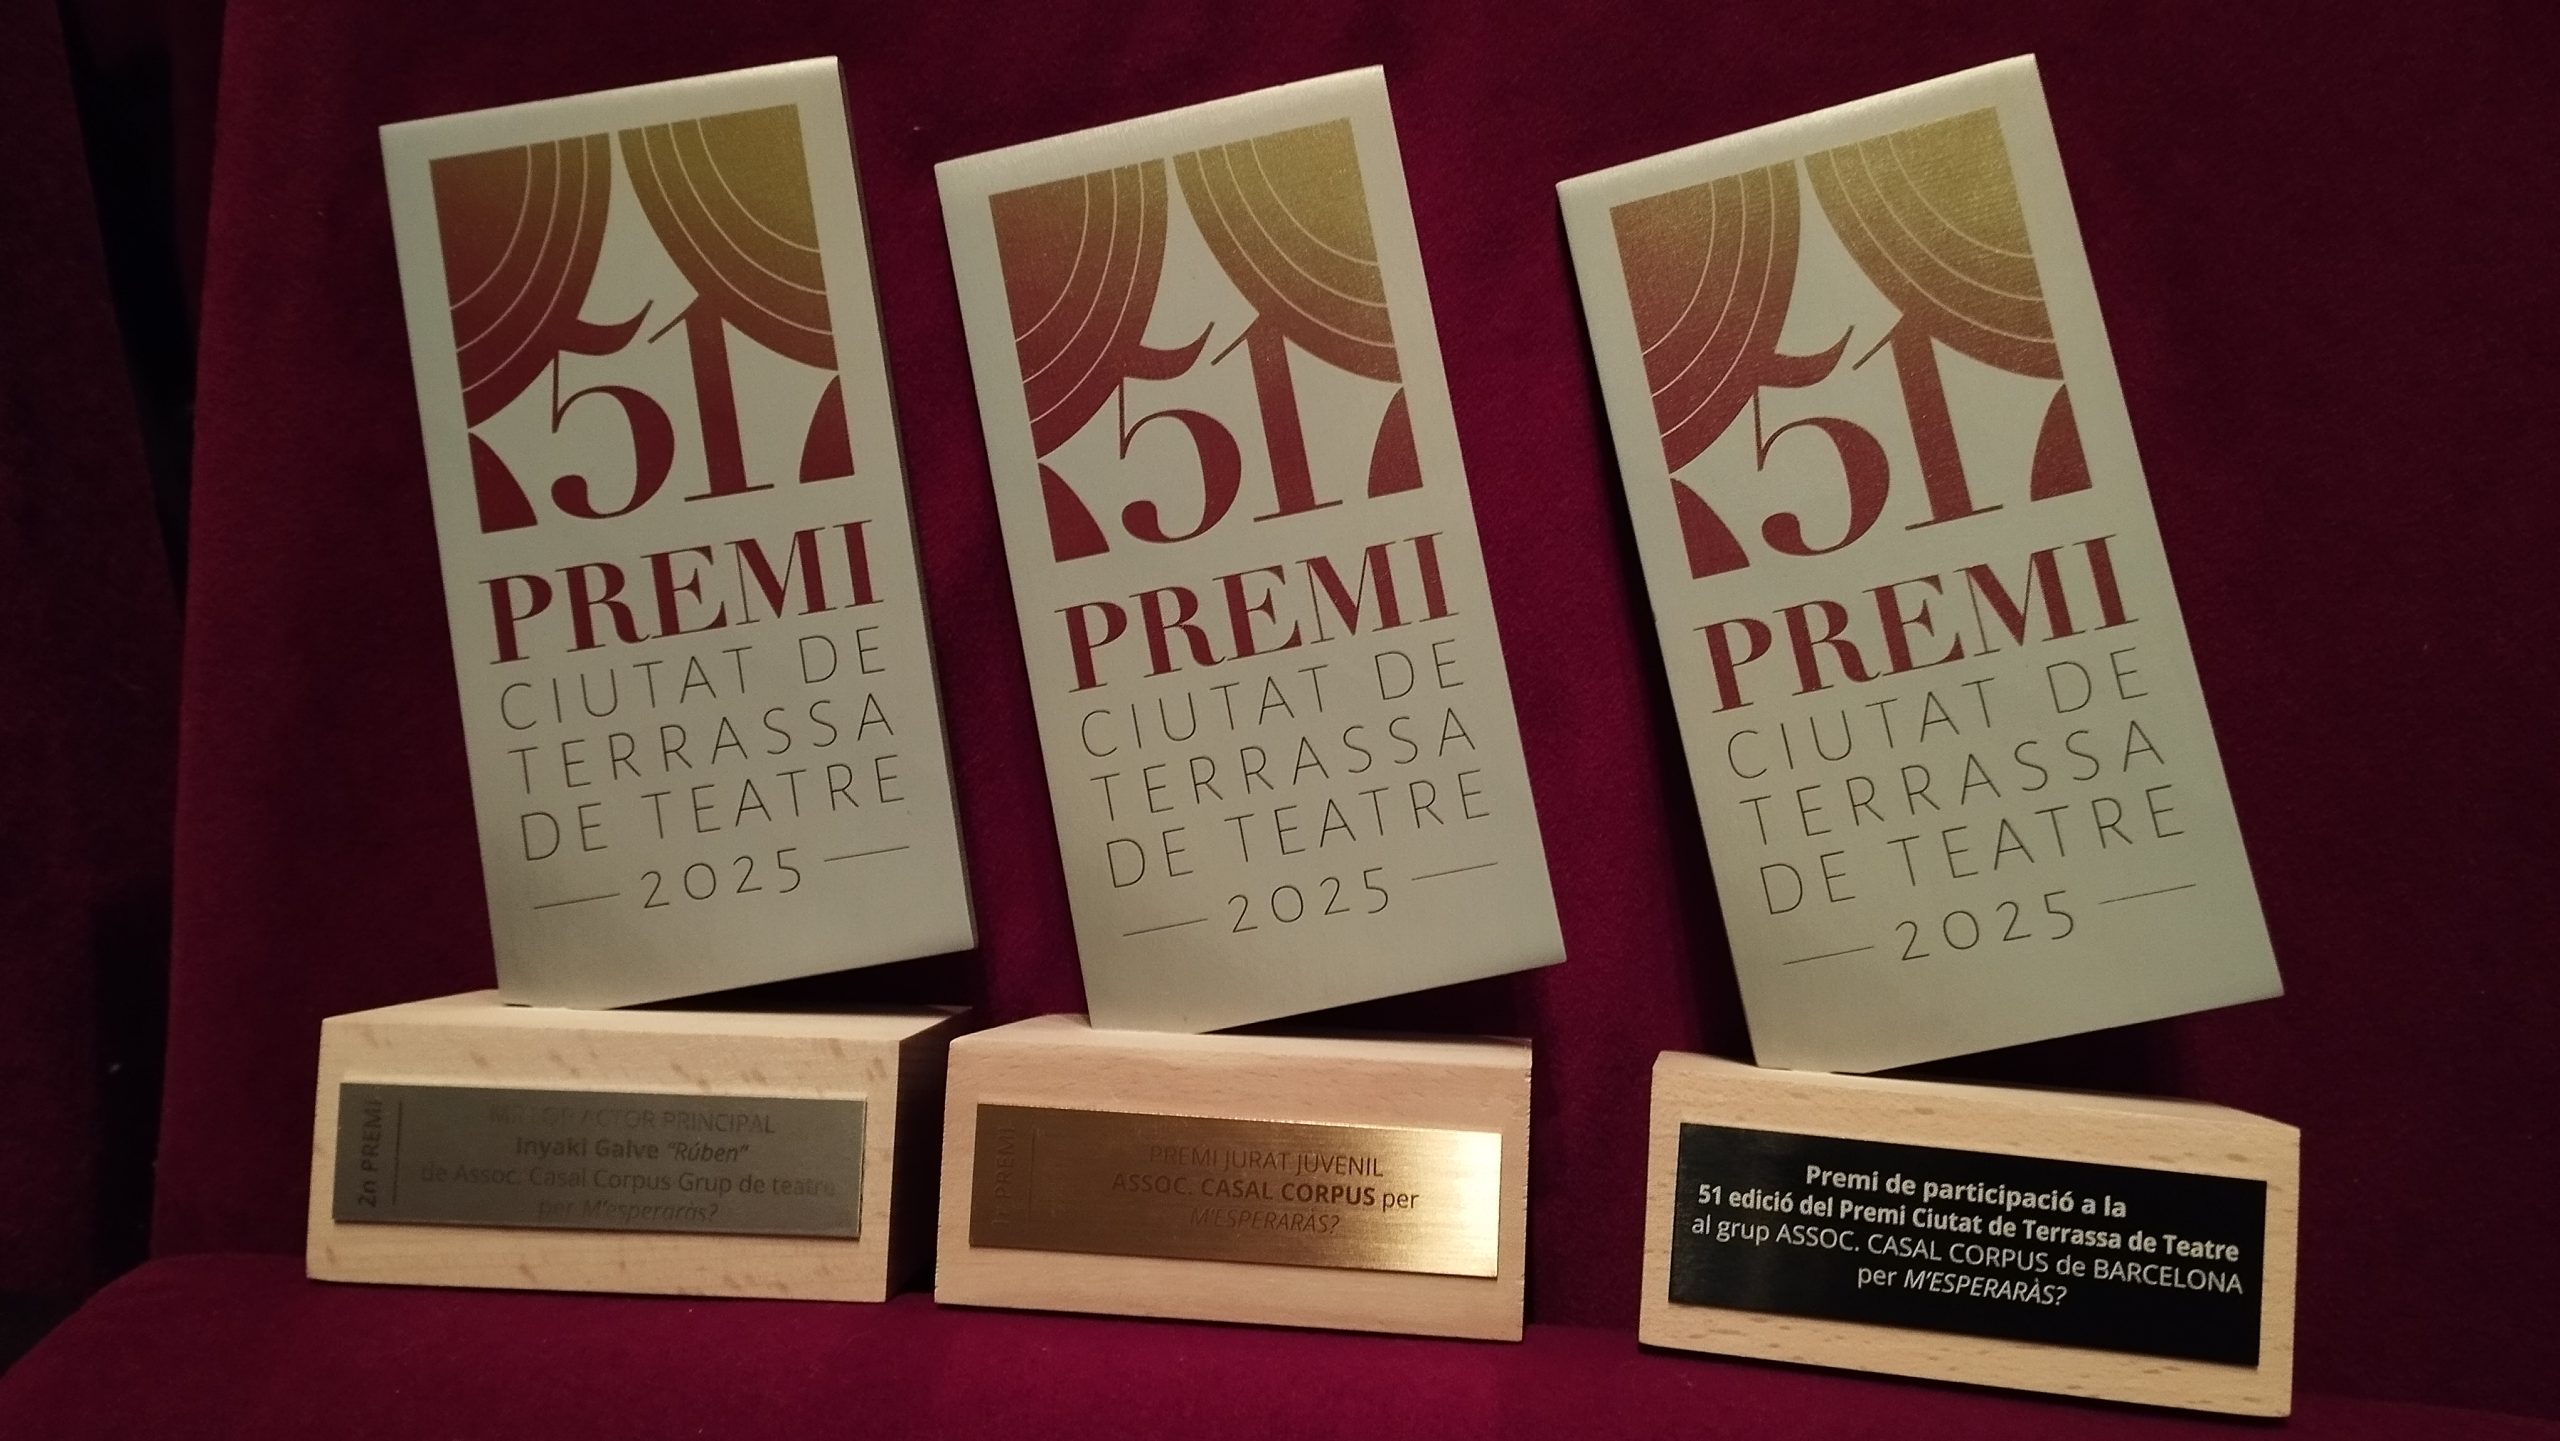 51
PREMI
CIUTAT DE
TERRASSA
DE TEATRE
2025
2n PREMI
MILLOR ACTOR PRINCIPAL
Inyaki Galve “Rúben”
de Assoc. Casal Corpus Grup de teatre
per M’esperaràs?
51
PREMI
CIUTAT DE
TERRASSA
DE TEATRE
2025
1r PREMI
PREMI JURAT JUVENIL
ASSOC. CASAL CORPUS per
M’ESPERARÀS?
51
PREMI
CIUTAT DE
TERRASSA
DE TEATRE
2025
Premi de participació a la
51 edició del Premi Ciutat de Terrassa de Teatre
al grup ASSOC. CASAL CORPUS de BARCELONA
per M’ESPERARÀS?